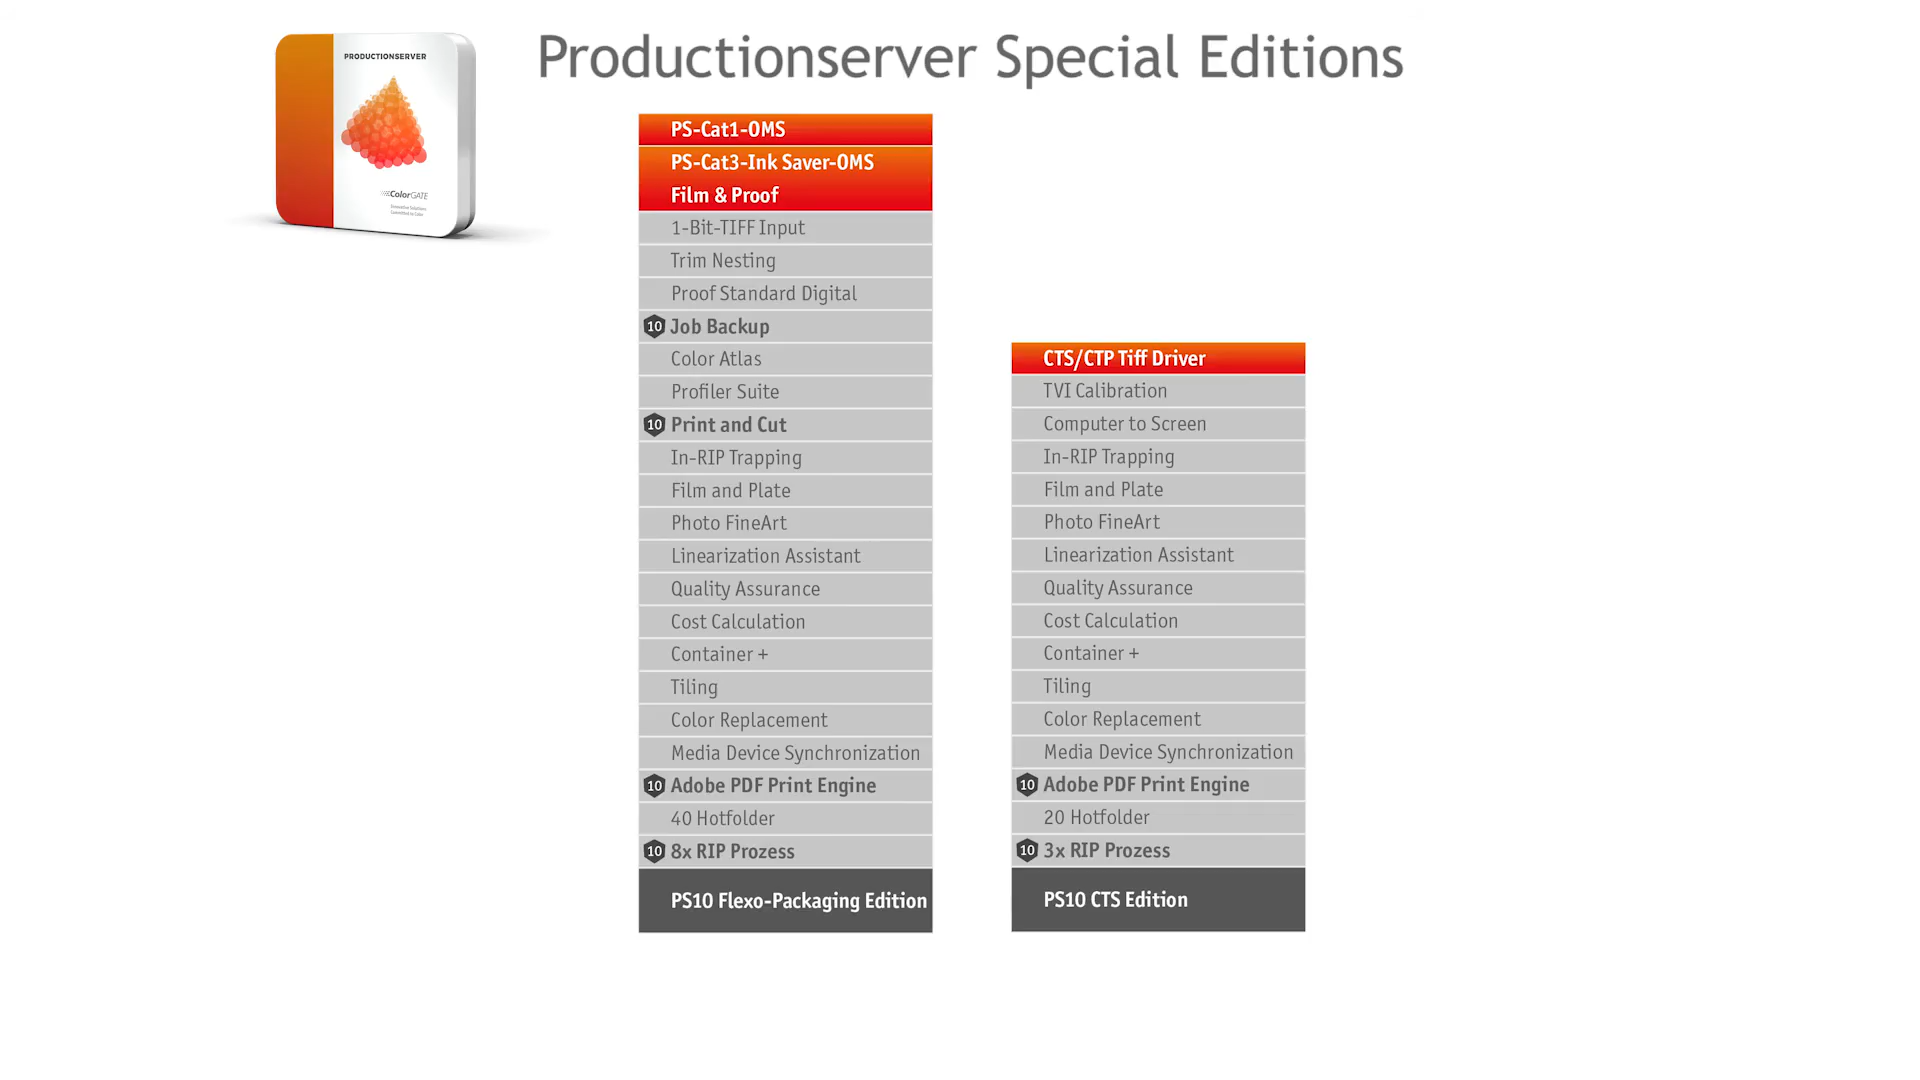 PRODUCTIONSERVER
ColorGATE
Innovative Solutions
Committed to Color
Productionserver Special Editions
PS-Cat1-OMS
PS-Cat3-Ink Saver-OMS
Film & Proof
1-Bit-TIFF Input
Trim Nesting
Proof Standard Digital
10 Job Backup
Color Atlas
Profiler Suite
10 Print and Cut
In-RIP Trapping
Film and Plate
Photo FineArt
Linearization Assistant
Quality Assurance
Cost Calculation
Container +
Tiling
Color Replacement
Media Device Synchronization
10 Adobe PDF Print Engine
40 Hotfolder
10 8x RIP Prozess
PS10 Flexo-Packaging Edition
CTS/CTP Tiff Driver
TVI Calibration
Computer to Screen
In-RIP Trapping
Film and Plate
Photo FineArt
Linearization Assistant
Quality Assurance
Cost Calculation
Container +
Tiling
Color Replacement
Media Device Synchronization
10 Adobe PDF Print Engine
20 Hotfolder
10 3x RIP Prozess
PS10 CTS Edition